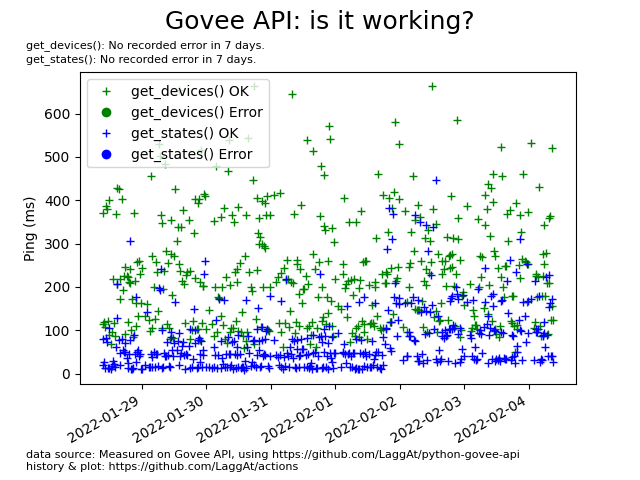 Govee API: is it working?
get_devices(): No recorded error in 7 days.
get_states(): No recorded error in 7 days.
get_devices() OK
get_devices() Error
get_states() OK
get_states() Error
Ping (ms)
600
500
400
300
200
100
0
2022-01-29
2022-01-30
2022-01-31
2022-02-01
2022-02-02
2022-02-03
2022-02-04
data source: Measured on Govee API, using https://github.com/LaggAt/python-govee-api
history & plot: https://github.com/LaggAt/actions